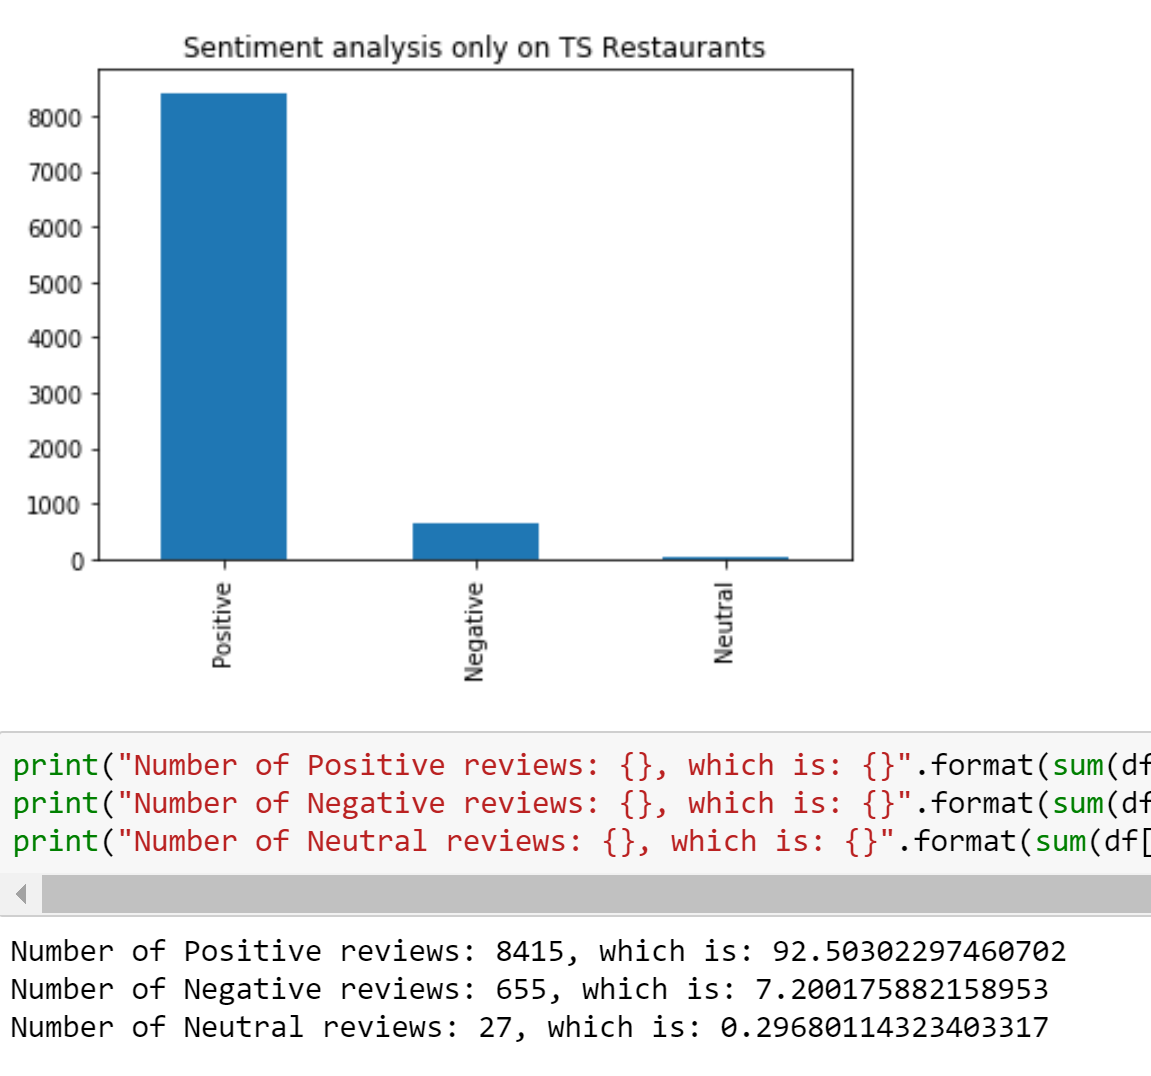 Sentiment analysis only on TS Restaurants
8000
7000
6000
5000
4000
3000
2000
1000
0
Positive
Negative
Neutral
print("Number of Positive reviews: {}, which is: {}".format(sum(df
print("Number of Negative reviews: {}, which is: {}".format(sum(df
print("Number of Neutral reviews: {}, which is: {}".format(sum(df[
Number of Positive reviews: 8415, which is: 92.50302297460702
Number of Negative reviews: 655, which is: 7.200175882158953
Number of Neutral reviews: 27, which is: 0.29680114323403317